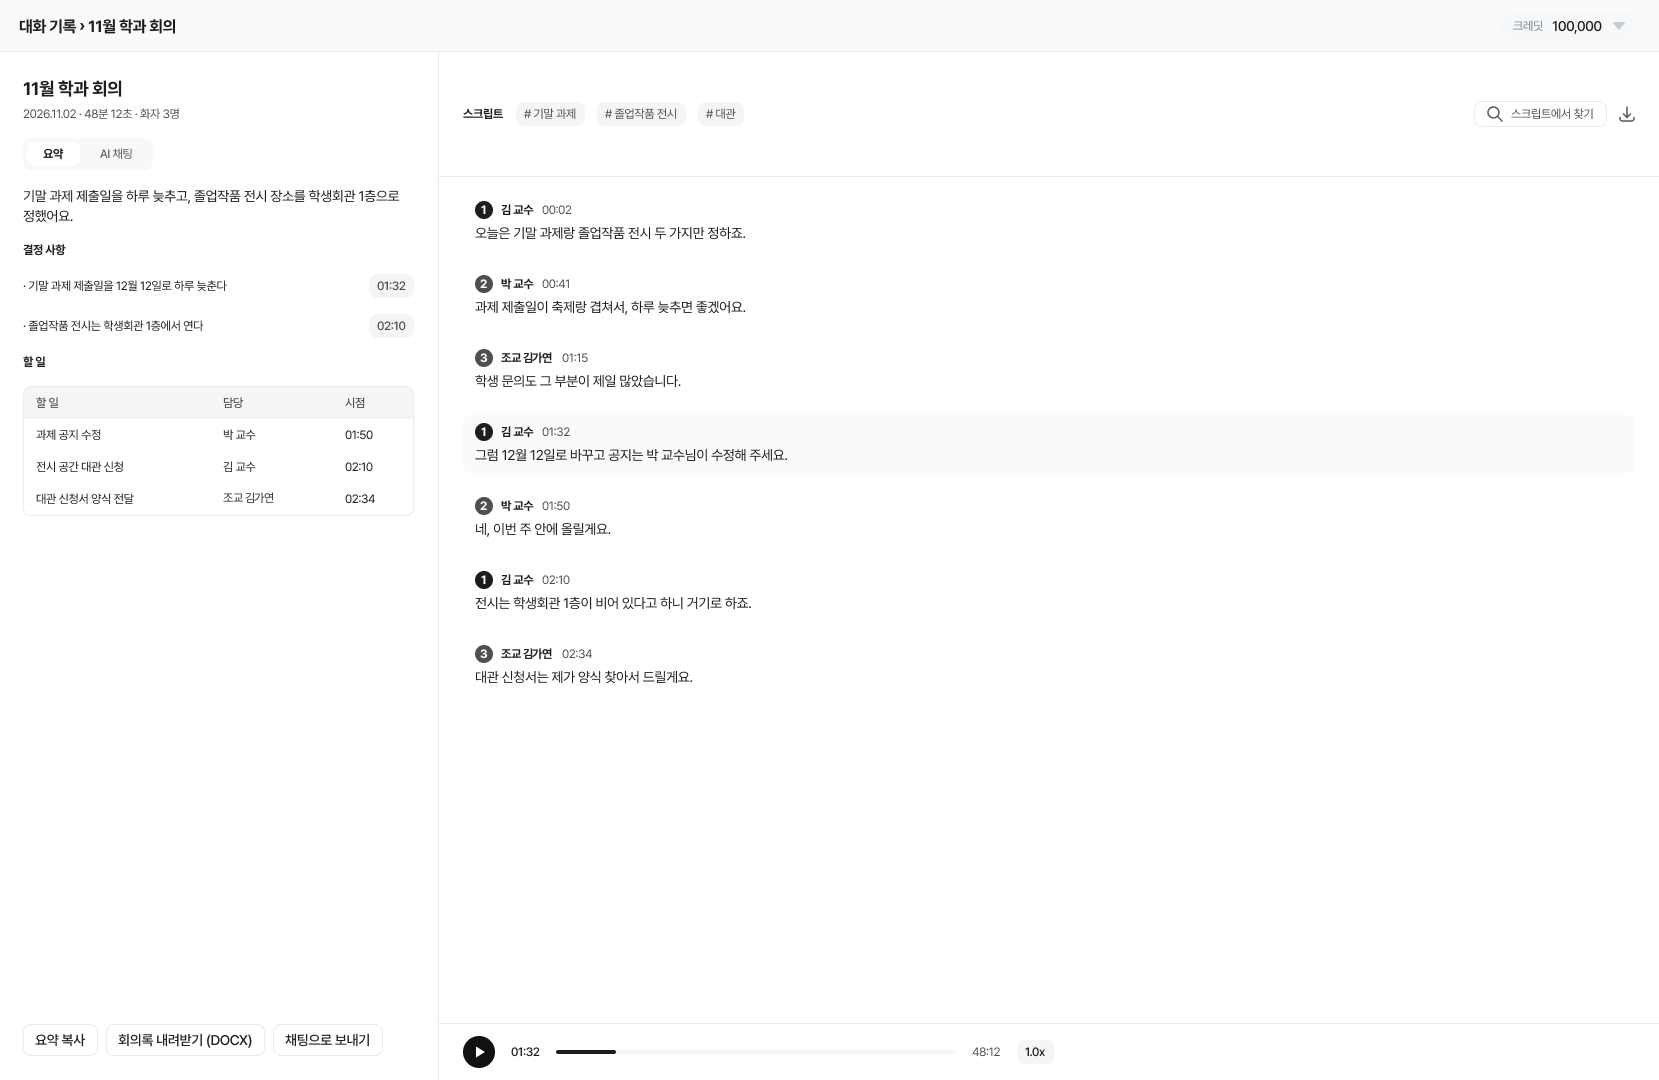 대화 기록 › 11월 학과 회의
크레딧 100,000
11월 학과 회의
2026.11.02 · 48분 12초 · 화자 3명
요약 AI 채팅
기말 과제 제출일을 하루 늦추고, 졸업작품 전시 장소를 학생회관 1층으로
정했어요.
결정 사항
· 기말 과제 제출일을 12월 12일로 하루 늦춘다 01:32
· 졸업작품 전시는 학생회관 1층에서 연다 02:10
할 일
할 일 담당 시점
과제 공지 수정 박 교수 01:50
전시 공간 대관 신청 김 교수 02:10
대관 신청서 양식 전달 조교 김가연 02:34
요약 복사 회의록 내려받기 (DOCX) 채팅으로 보내기
스크립트 # 기말 과제 # 졸업작품 전시 # 대관
스크립트에서 찾기
1 김 교수 00:02
오늘은 기말 과제랑 졸업작품 전시 두 가지만 정하죠.
2 박 교수 00:41
과제 제출일이 축제랑 겹쳐서, 하루 늦추면 좋겠어요.
3 조교 김가연 01:15
학생 문의도 그 부분이 제일 많았습니다.
1 김 교수 01:32
그럼 12월 12일로 바꾸고 공지는 박 교수님이 수정해 주세요.
2 박 교수 01:50
네, 이번 주 안에 올릴게요.
1 김 교수 02:10
전시는 학생회관 1층이 비어 있다고 하니 거기로 하죠.
3 조교 김가연 02:34
대관 신청서는 제가 양식 찾아서 드릴게요.
01:32 48:12 1.0x